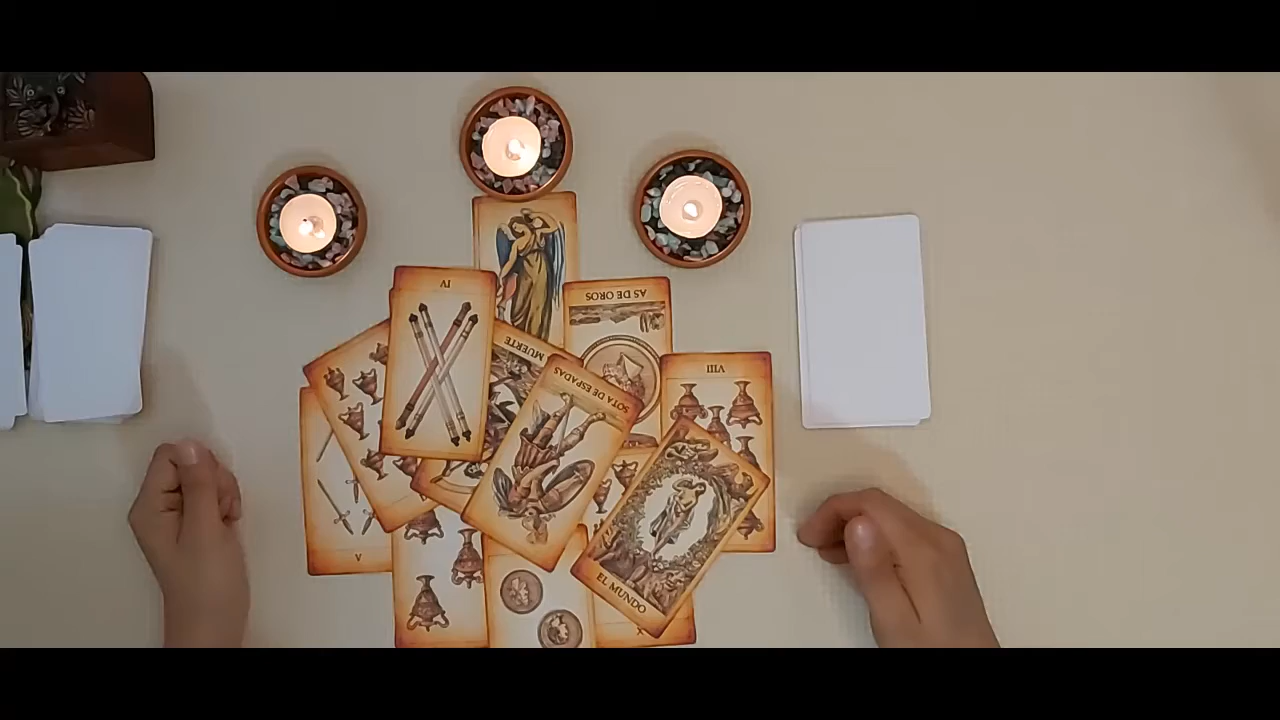 IV
AS DE OROS
MUERTE
VIII
SOTA DE ESPADAS
V
EL MUNDO
X